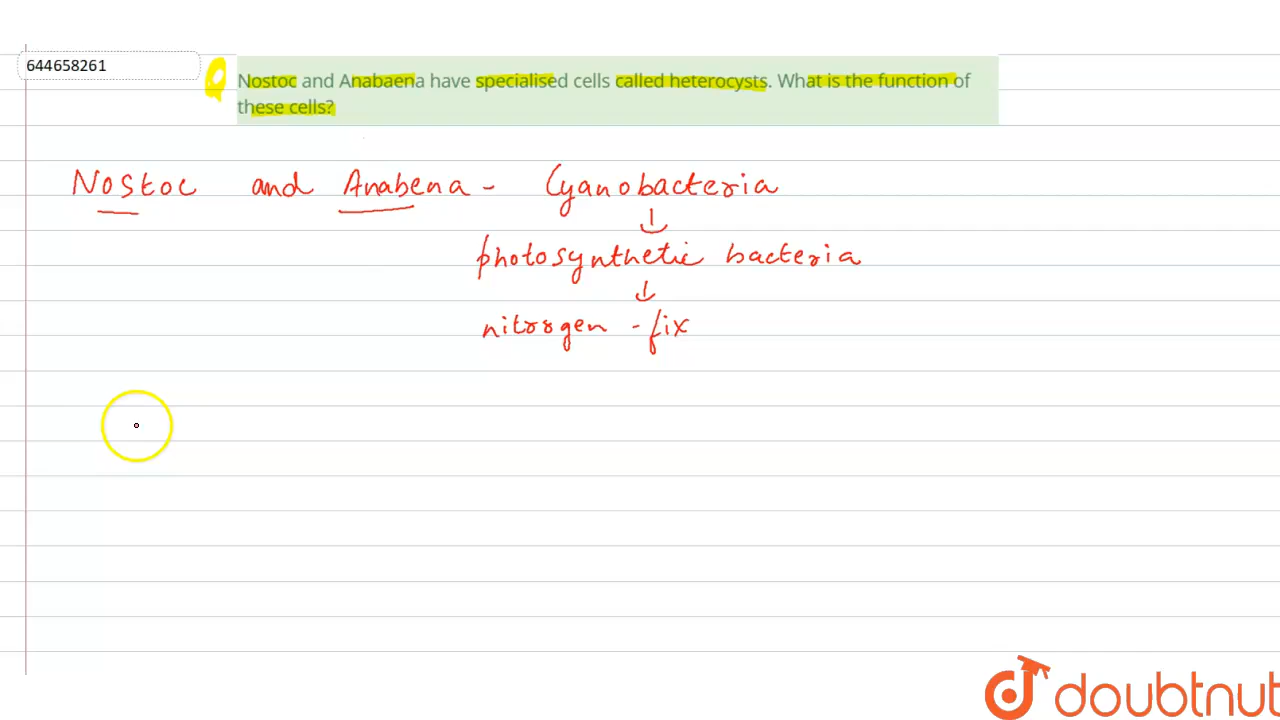 644658261
Nostoc and Anabaena have specialised cells called heterocysts. What is the function of
these cells?
Nostoc and Anabena - Cyanobacteria
photosynthetic bacteria
nitrogen - fix
doubtnut